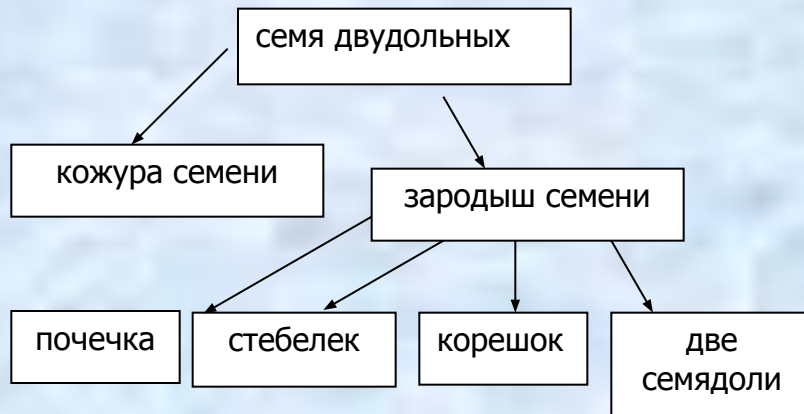 семя двудольных
кожура семени
зародыш семени
почечка
стебелек
корешок
две
семядоли